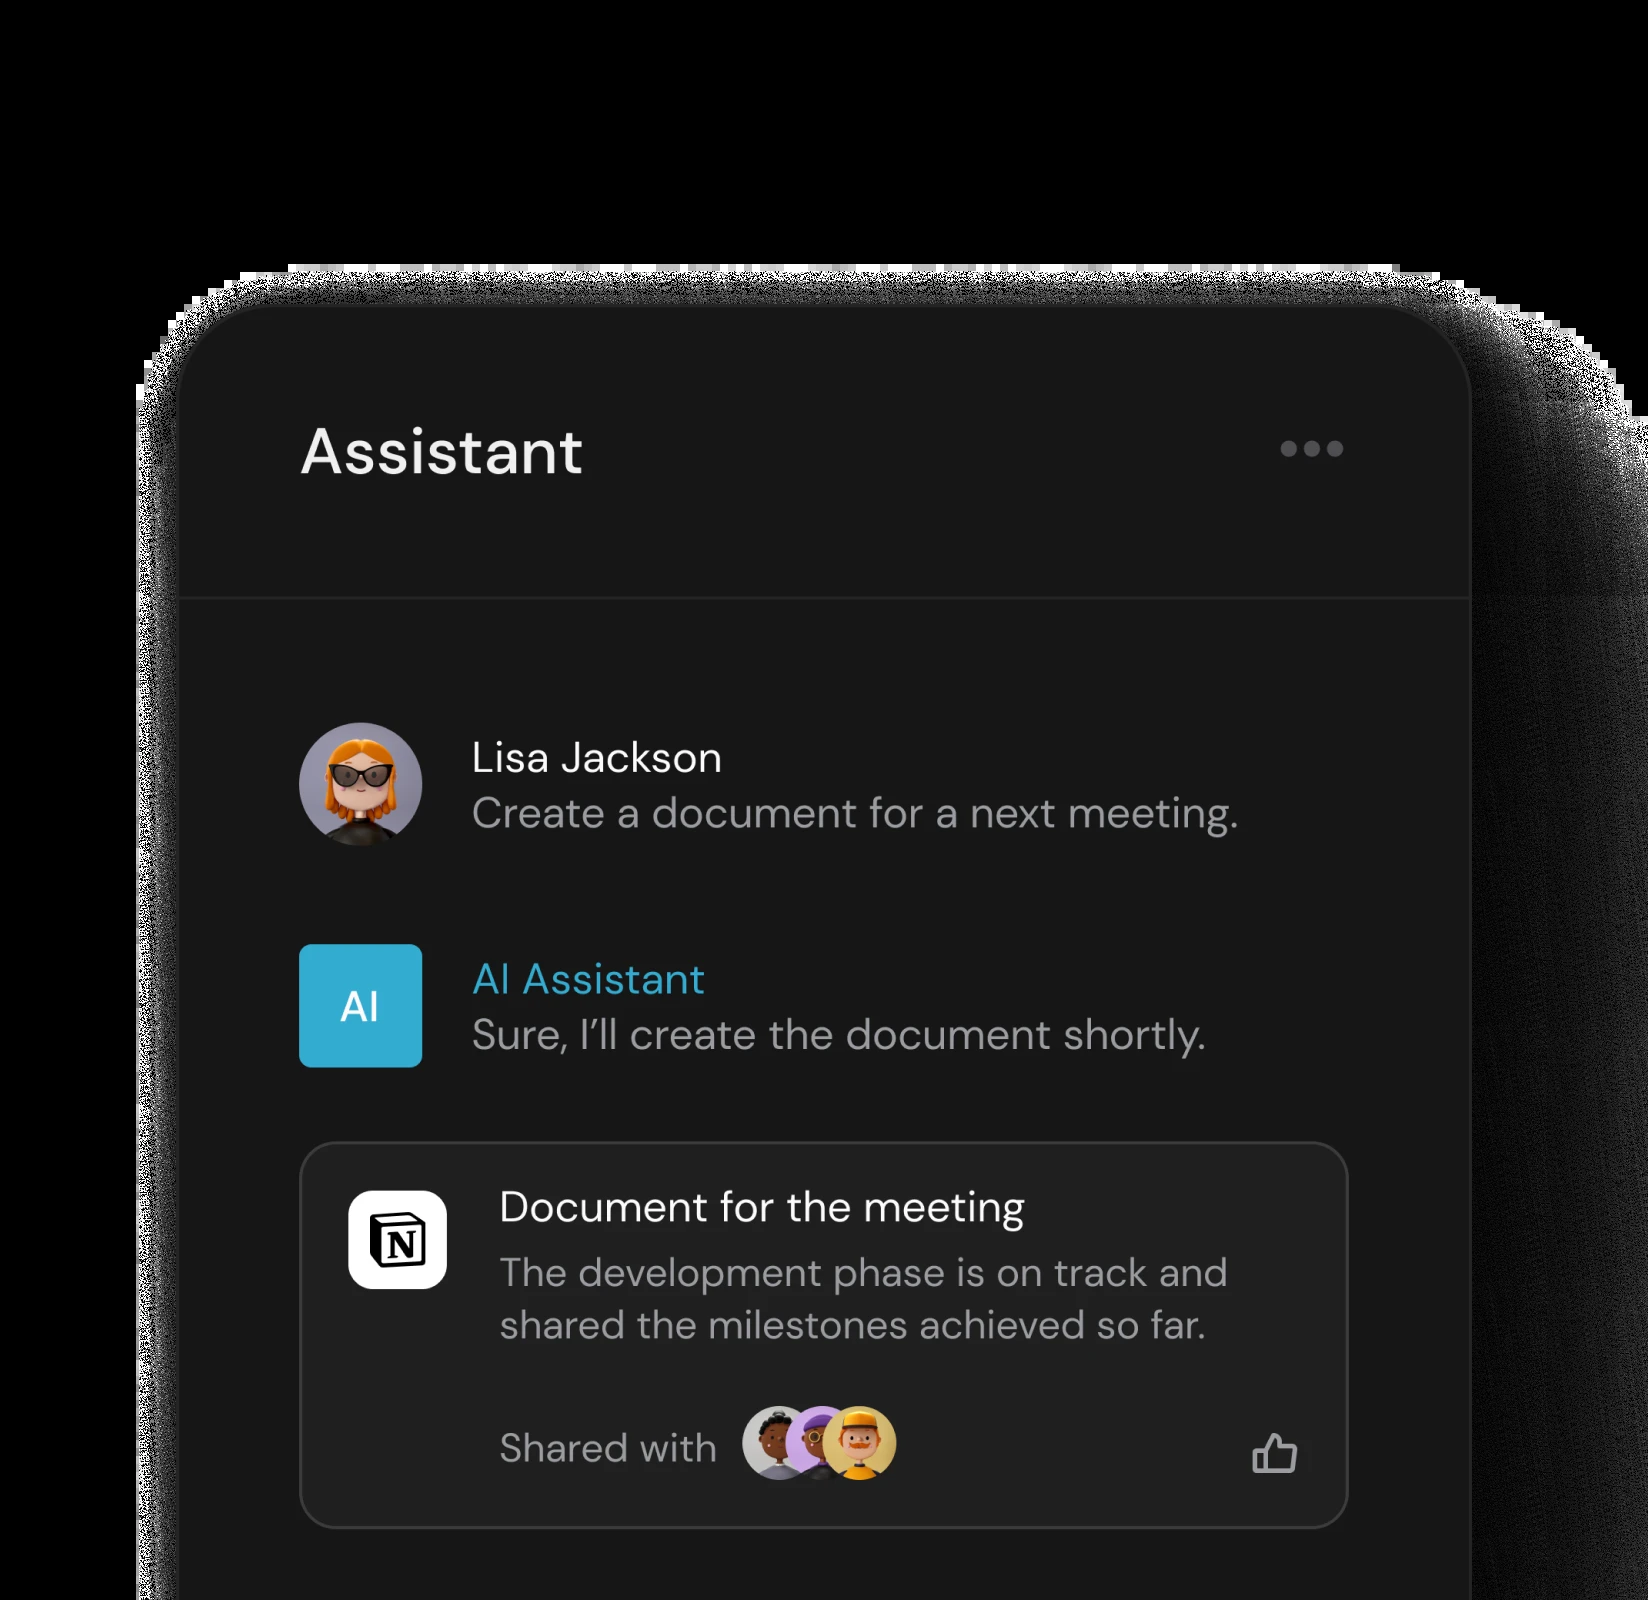 Assistant
Lisa Jackson
Create a document for a next meeting.
AI
AI Assistant
Sure, I’ll create the document shortly.
N
Document for the meeting
The development phase is on track and
shared the milestones achieved so far.
Shared with